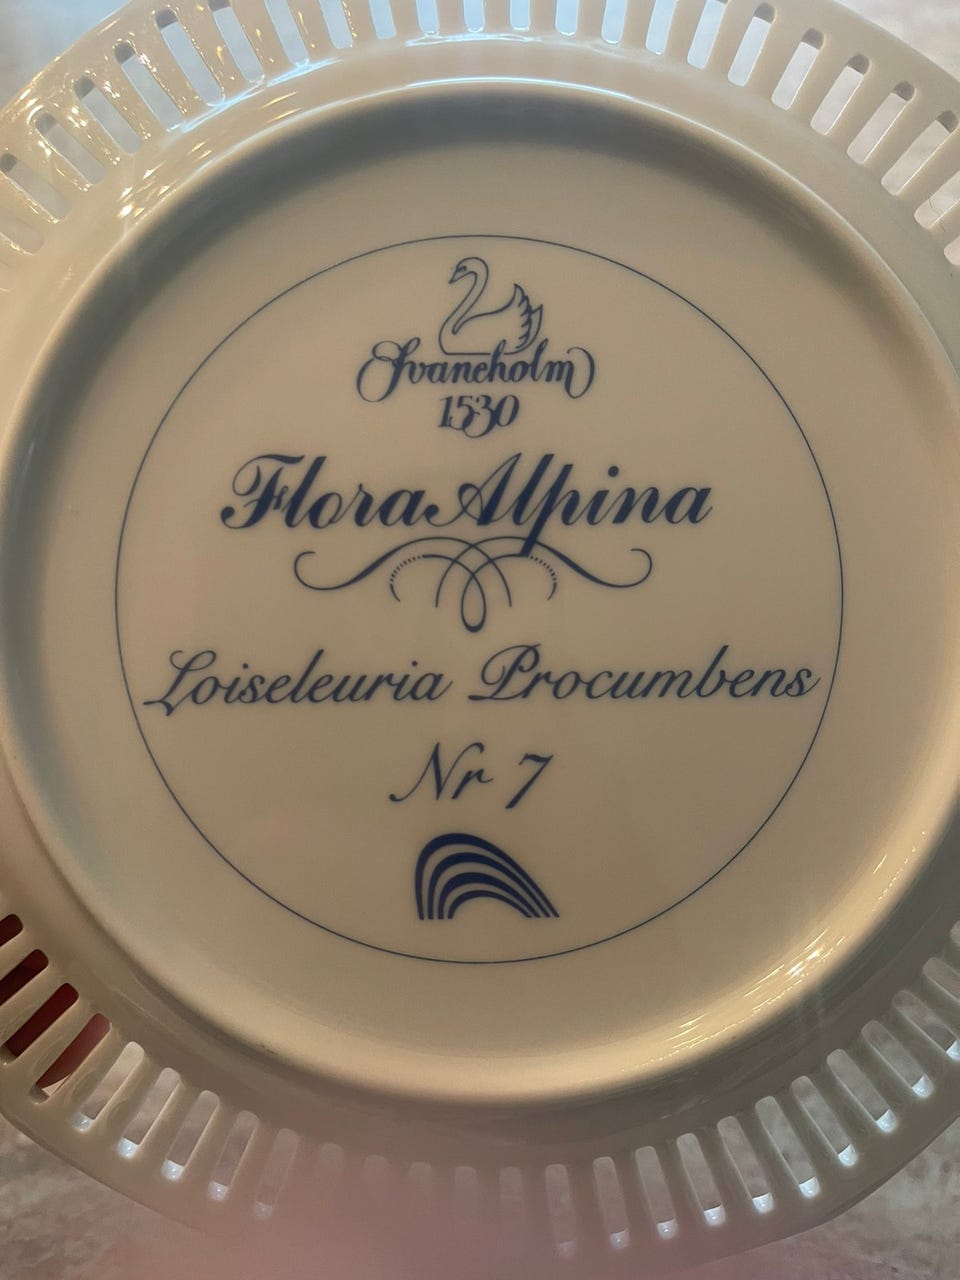 Svaneholm
1530
Flora Alpina
Loiseleuria Procumbens
Nr 7